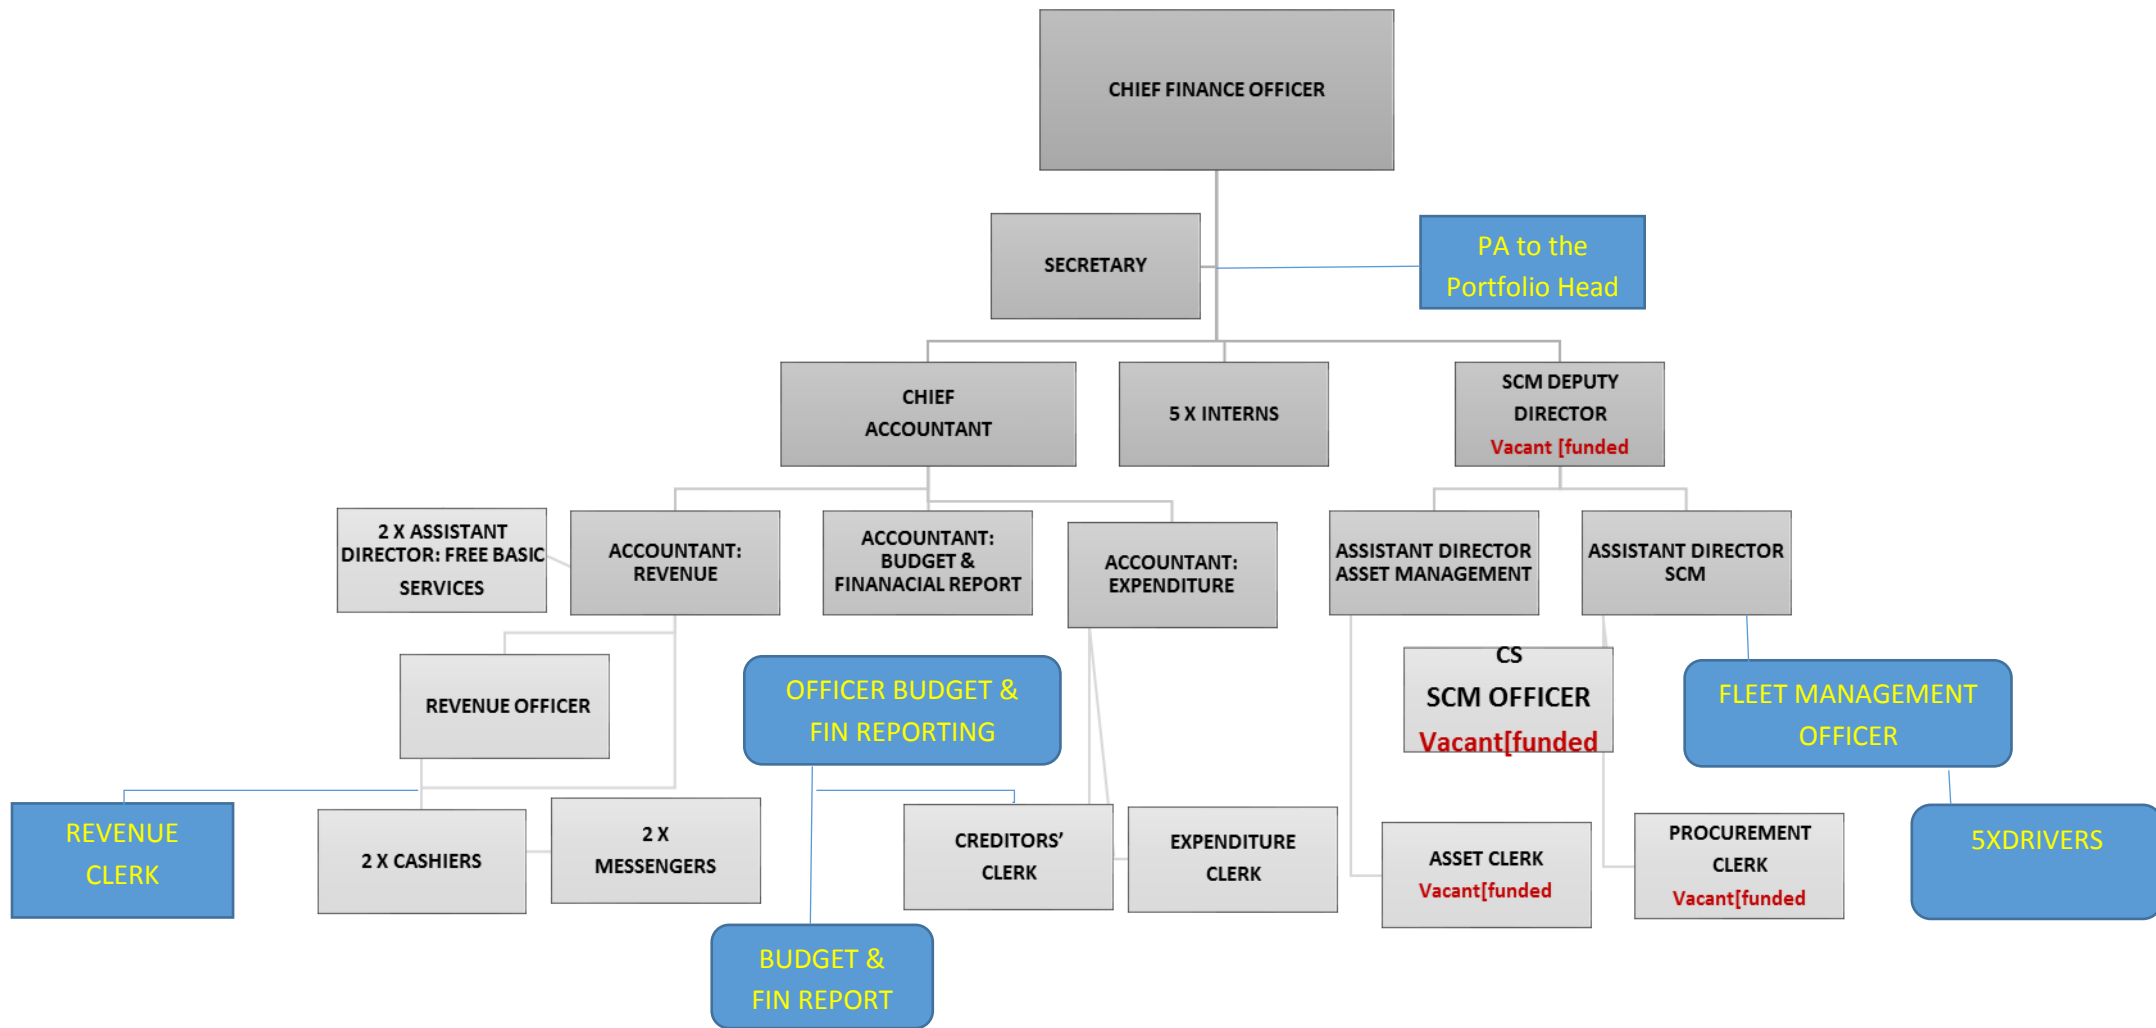 CHIEF FINANCE OFFICER
SECRETARY
PA to the
Portfolio Head
CHIEF
ACCOUNTANT
5 X INTERNS
SCM DEPUTY
DIRECTOR
Vacant [funded
2 X ASSISTANT
DIRECTOR: FREE BASIC
SERVICES
ACCOUNTANT:
REVENUE
ACCOUNTANT:
BUDGET &
FINANACIAL REPORT
ACCOUNTANT:
EXPENDITURE
ASSISTANT DIRECTOR
ASSET MANAGEMENT
ASSISTANT DIRECTOR
SCM
REVENUE OFFICER
OFFICER BUDGET &
FIN REPORTING
CS
SCM OFFICER
Vacant[funded
FLEET MANAGEMENT
OFFICER
REVENUE
CLERK
2 X CASHIERS
2 X
MESSENGERS
CREDITORS’
CLERK
EXPENDITURE
CLERK
ASSET CLERK
Vacant[funded
PROCUREMENT
CLERK
Vacant[funded
5XDRIVERS
BUDGET &
FIN REPORT